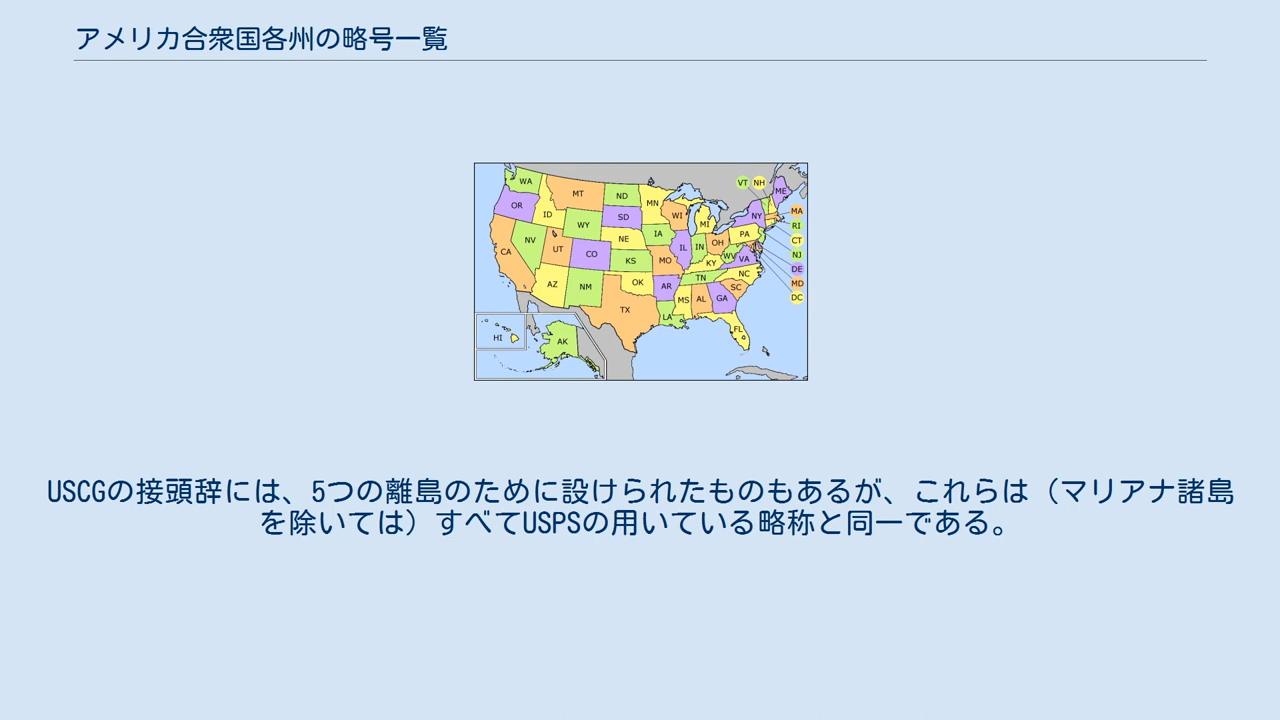 アメリカ合衆国各州の略号一覧
WA
MT
ND
MN
VT
NH
ME
OR
ID
SD
WI
MI
NY
MA
WY
RI
NV
NE
IA
PA
CT
UT
CO
IL
IN
OH
NJ
CA
KS
MO
KY
WV
VA
DE
AZ
NM
OK
AR
TN
NC
MD
TX
LA
MS
AL
GA
SC
DC
FL
HI
AK
USCGの接頭辞には、5つの離島のために設けられたものもあるが、これらは（マリアナ諸島
を除いては）すべてUSPSの用いている略称と同一である。